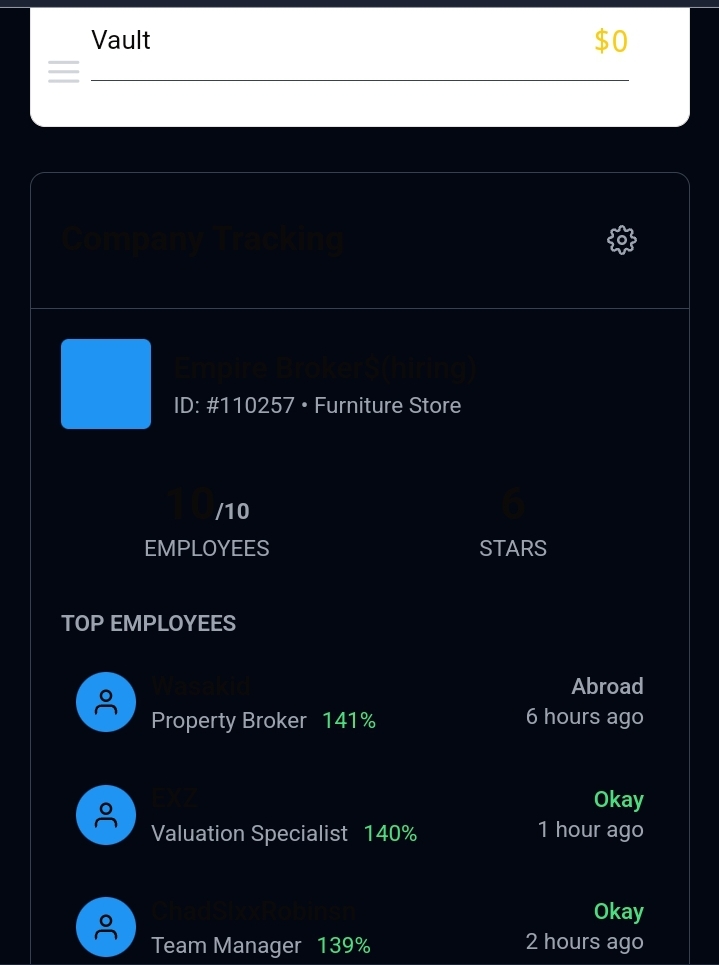 Vault $0
Company Tracking
Empire Broker$(hiring)
ID: #110257 • Furniture Store
10/10 6
EMPLOYEES STARS
TOP EMPLOYEES
Wasakid Abroad
Property Broker 141% 6 hours ago
EXZ Okay
Valuation Specialist 140% 1 hour ago
Okay
Team Manager 139% 2 hours ago